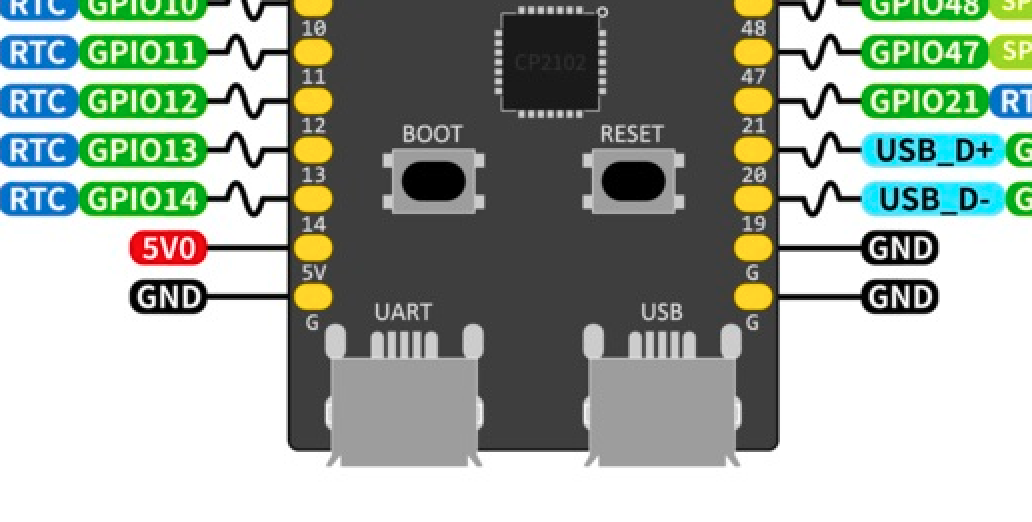 RTC GPIO10 10 48 GPIO48 SP
RTC GPIO11 11 CP2102 47 GPIO47 SP
RTC GPIO12 12 21 GPIO21 RT
BOOT RESET
RTC GPIO13 13 20 USB_D+ G
RTC GPIO14 14 19 USB_D- G
5V0 5V G GND
GND G G GND
UART USB